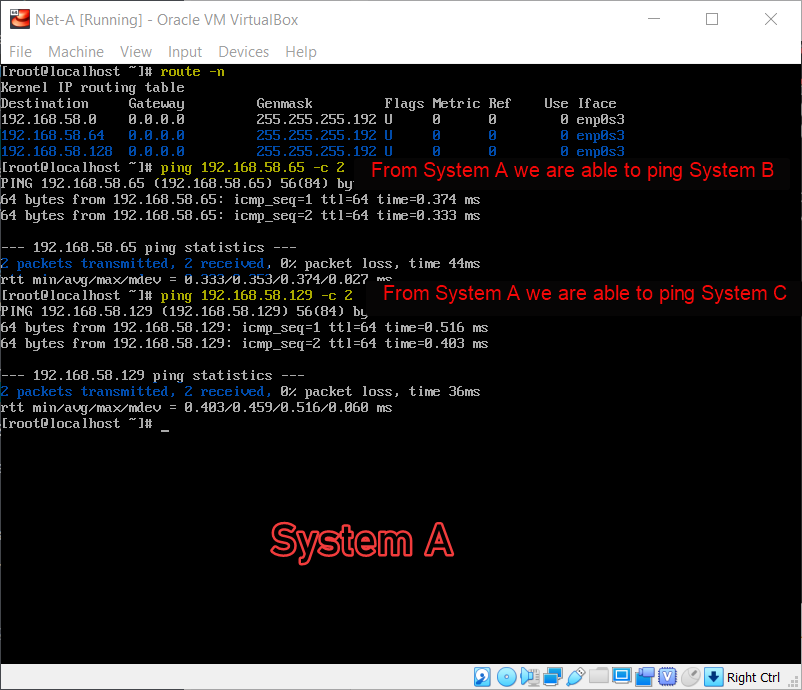 Net-A [Running] - Oracle VM VirtualBox
File Machine View Input Devices Help
[root@localhost ~]# route -n
Kernel IP routing table
Destination Gateway Genmask Flags Metric Ref Use Iface
192.168.58.0 0.0.0.0 255.255.255.192 U 0 0 0 enp0s3
192.168.58.64 0.0.0.0 255.255.255.192 U 0 0 0 enp0s3
192.168.58.128 0.0.0.0 255.255.255.192 U 0 0 0 enp0s3
[root@localhost ~]# ping 192.168.58.65 -c 2 From System A we are able to ping System B
PING 192.168.58.65 (192.168.58.65) 56(84) by
64 bytes from 192.168.58.65: icmp_seq=1 ttl=64 time=0.374 ms
64 bytes from 192.168.58.65: icmp_seq=2 ttl=64 time=0.333 ms
--- 192.168.58.65 ping statistics ---
2 packets transmitted, 2 received, 0% packet loss, time 44ms
rtt min/avg/max/mdev = 0.333/0.353/0.374/0.027 ms
[root@localhost ~]# ping 192.168.58.129 -c 2 From System A we are able to ping System C
PING 192.168.58.129 (192.168.58.129) 56(84) by
64 bytes from 192.168.58.129: icmp_seq=1 ttl=64 time=0.516 ms
64 bytes from 192.168.58.129: icmp_seq=2 ttl=64 time=0.403 ms
--- 192.168.58.129 ping statistics ---
2 packets transmitted, 2 received, 0% packet loss, time 36ms
rtt min/avg/max/mdev = 0.403/0.459/0.516/0.060 ms
[root@localhost ~]# _
System A
Right Ctrl